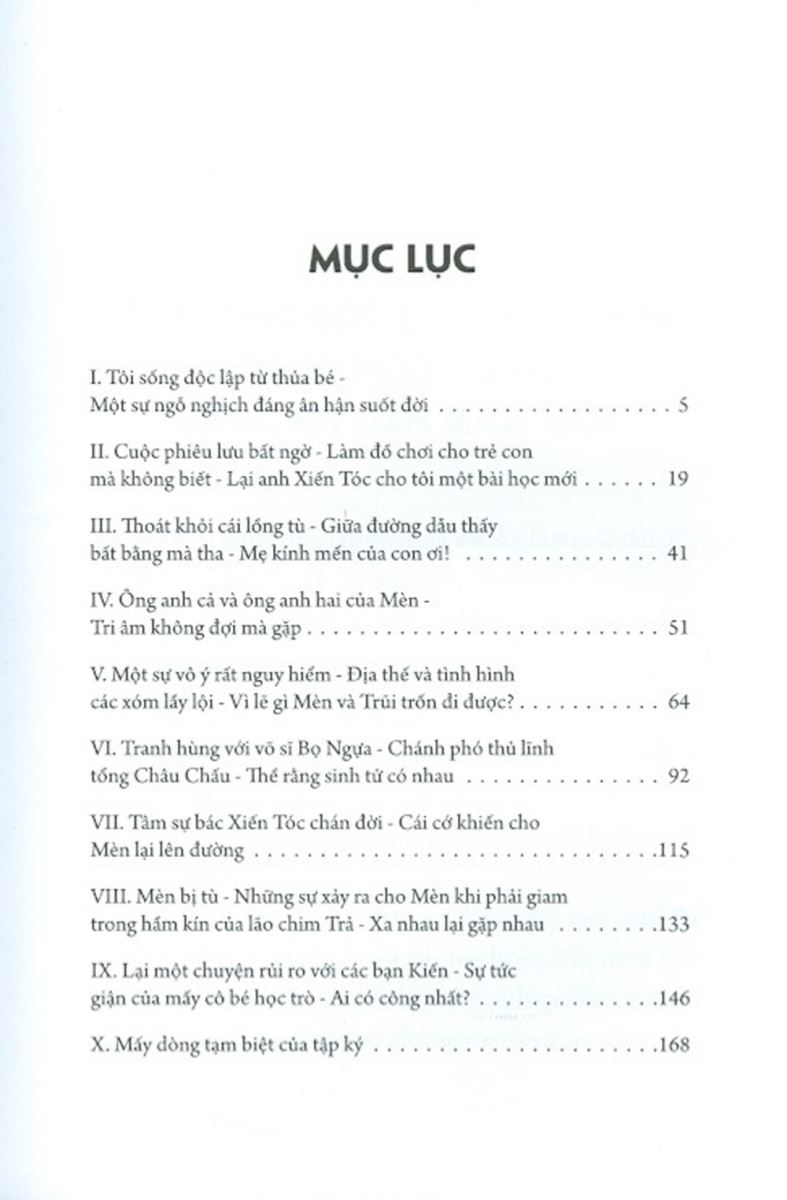 MỤC LỤC
I. Tôi sống độc lập từ thủa bé -
Một sự ngỗ nghịch đáng ân hận suốt đời . . . . . . . . . . . . . . . . . . 5
II. Cuộc phiêu lưu bất ngờ - Làm đồ chơi cho trẻ con
mà không biết - Lại anh Xiến Tóc cho tôi một bài học mới . . . . . . 19
III. Thoát khỏi cái lồng tù - Giữa đường dẫu thấy
bất bằng mà tha - Mẹ kính mến của con ơi! . . . . . . . . . . . . . . . 41
IV. Ông anh cả và ông anh hai của Mèn -
Tri âm không đợi mà gặp . . . . . . . . . . . . . . . . . . . . . . . . . . . 51
V. Một sự vô ý rất nguy hiểm - Địa thế và tình hình
các xóm lầy lội - Vì lẽ gì Mèn và Trũi trốn đi được? . . . . . . . . . . . 64
VI. Tranh hùng với võ sĩ Bọ Ngựa - Chánh phó thủ lĩnh
tổng Châu Chấu - Thề rằng sinh tử có nhau . . . . . . . . . . . . . . . 92
VII. Tâm sự bác Xiến Tóc chán đời - Cái cớ khiến cho
Mèn lại lên đường . . . . . . . . . . . . . . . . . . . . . . . . . . . . . . . .115
VIII. Mèn bị tù - Những sự xảy ra cho Mèn khi phải giam
trong hầm kín của lão chim Trả - Xa nhau lại gặp nhau . . . . . . . .133
IX. Lại một chuyện rủi ro với các bạn Kiến - Sự tức
giận của mấy cô bé học trò - Ai có công nhất? . . . . . . . . . . . . . .146
X. Mấy dòng tạm biệt của tập ký . . . . . . . . . . . . . . . . . . . . . . .168